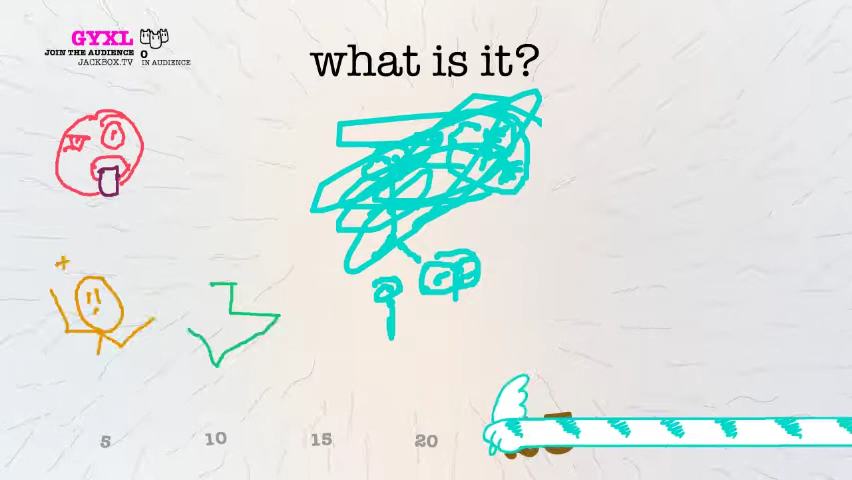 GYXL
JOIN THE AUDIENCE
JACKBOX.TV
0
IN AUDIENCE
what is it?
5 10 15 20